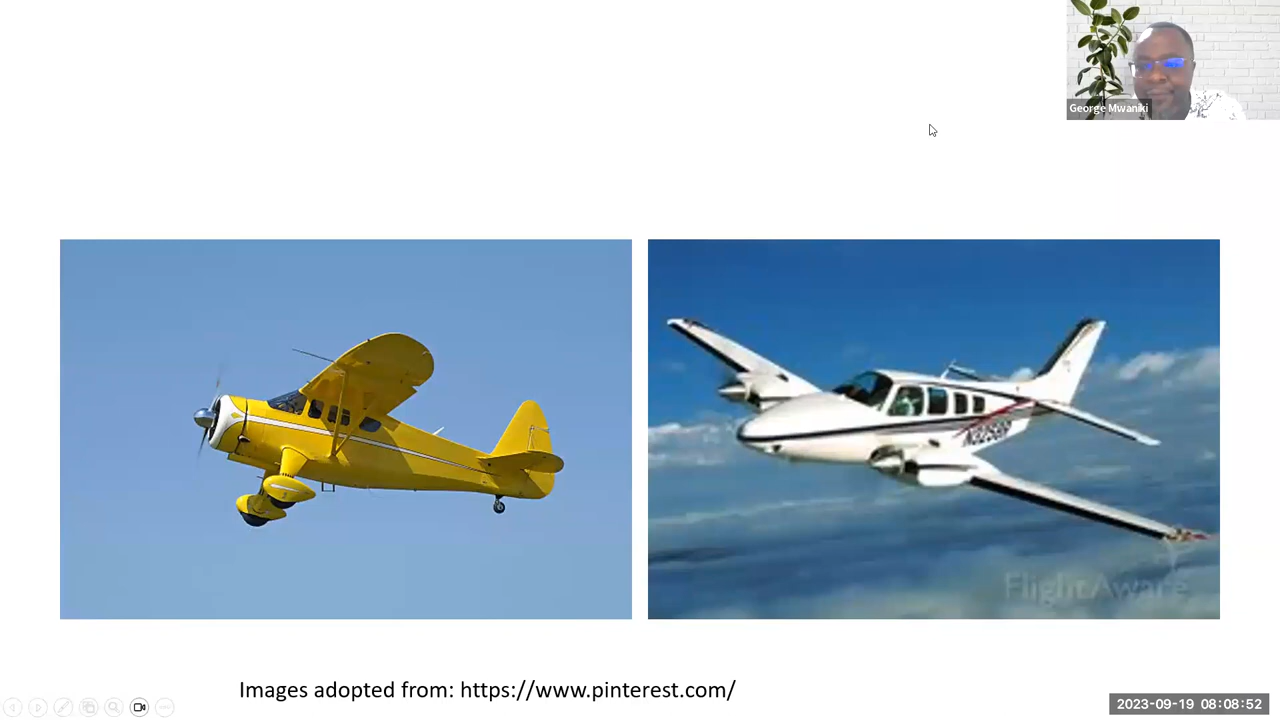 George Mwaniki
FlightAware
Images adopted from: https://www.pinterest.com/
2023-09-19 08:08:52